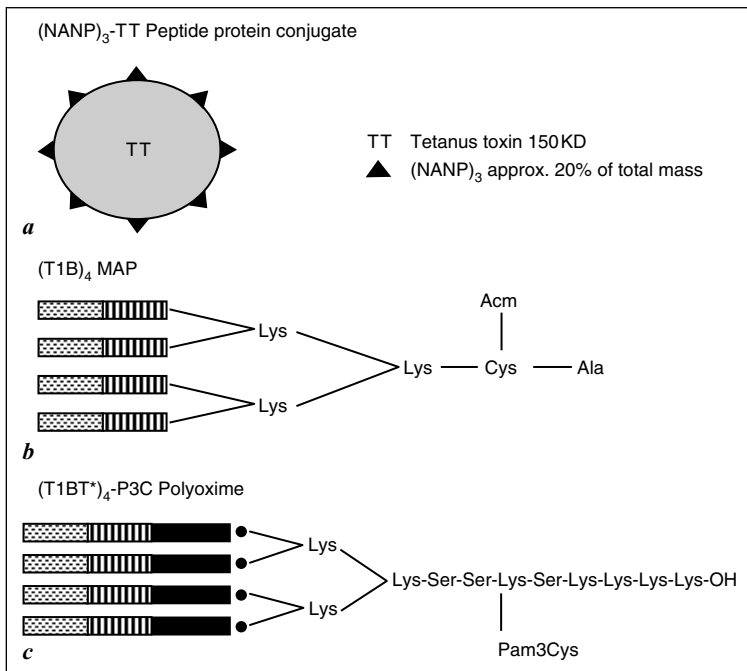 (NANP)3-TT Peptide protein conjugate
TT
TT Tetanus toxin 150 KD
(NANP)3 approx. 20% of total mass
a
(T1B)4 MAP
Acm
Lys
Lys Cys Ala
Lys
b
(T1BT*)4-P3C Polyoxime
Lys
Lys-Ser-Ser-Lys-Ser-Lys-Lys-Lys-Lys-OH
Lys
Pam3Cys
c